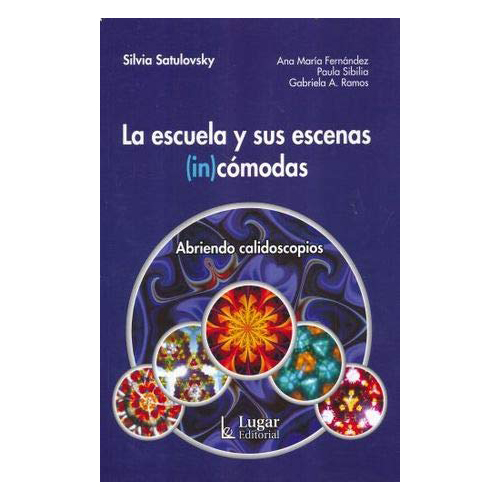 Silvia Satulovsky
Ana María Fernández
Paula Sibilia
Gabriela A. Ramos
La escuela y sus escenas
(in)cómodas
Abriendo calidoscopios
Le Lugar
Editorial